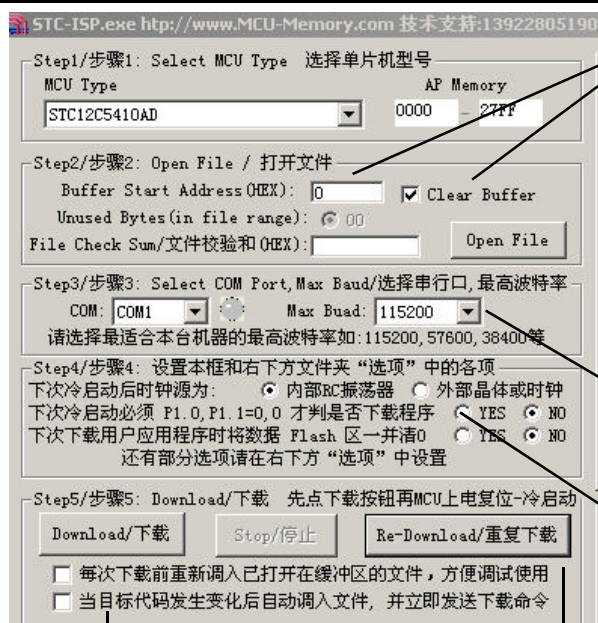 STC-ISP.exe htp://www.MCU-Memory.com 技术支持:13922805190
Step1/步骤1: Select MCU Type 选择单片机型号
MCU Type AP Memory
STC12C5410AD 0000 - 27FF
Step2/步骤2: Open File / 打开文件
Buffer Start Address(HEX): 0 Clear Buffer
Unused Bytes(in file range): 00
File Check Sum/文件校验和(HEX): Open File
Step3/步骤3: Select COM Port,Max Baud/选择串行口,最高波特率
COM: COM1 Max Buad: 115200
请选择最适合本台机器的最高波特率如:115200,57600,38400等
Step4/步骤4: 设置本框和右下方文件夹“选项”中的各项
下次冷启动后时钟源为: 内部RC振荡器 外部晶体或时钟
下次冷启动必须 P1.0,P1.1=0,0 才判是否下载程序 YES NO
下次下载用户应用程序时将数据 Flash 区一并清0 YES NO
还有部分选项请在右下方“选项”中设置
Step5/步骤5: Download/下载 先点下载按钮再MCU上电复位-冷启动
Download/下载 Stop/停止 Re-Download/重复下载
每次下载前重新调入已打开在缓冲区的文件,方便调试使用
当目标代码发生变化后自动调入文件,并立即发送下载命令